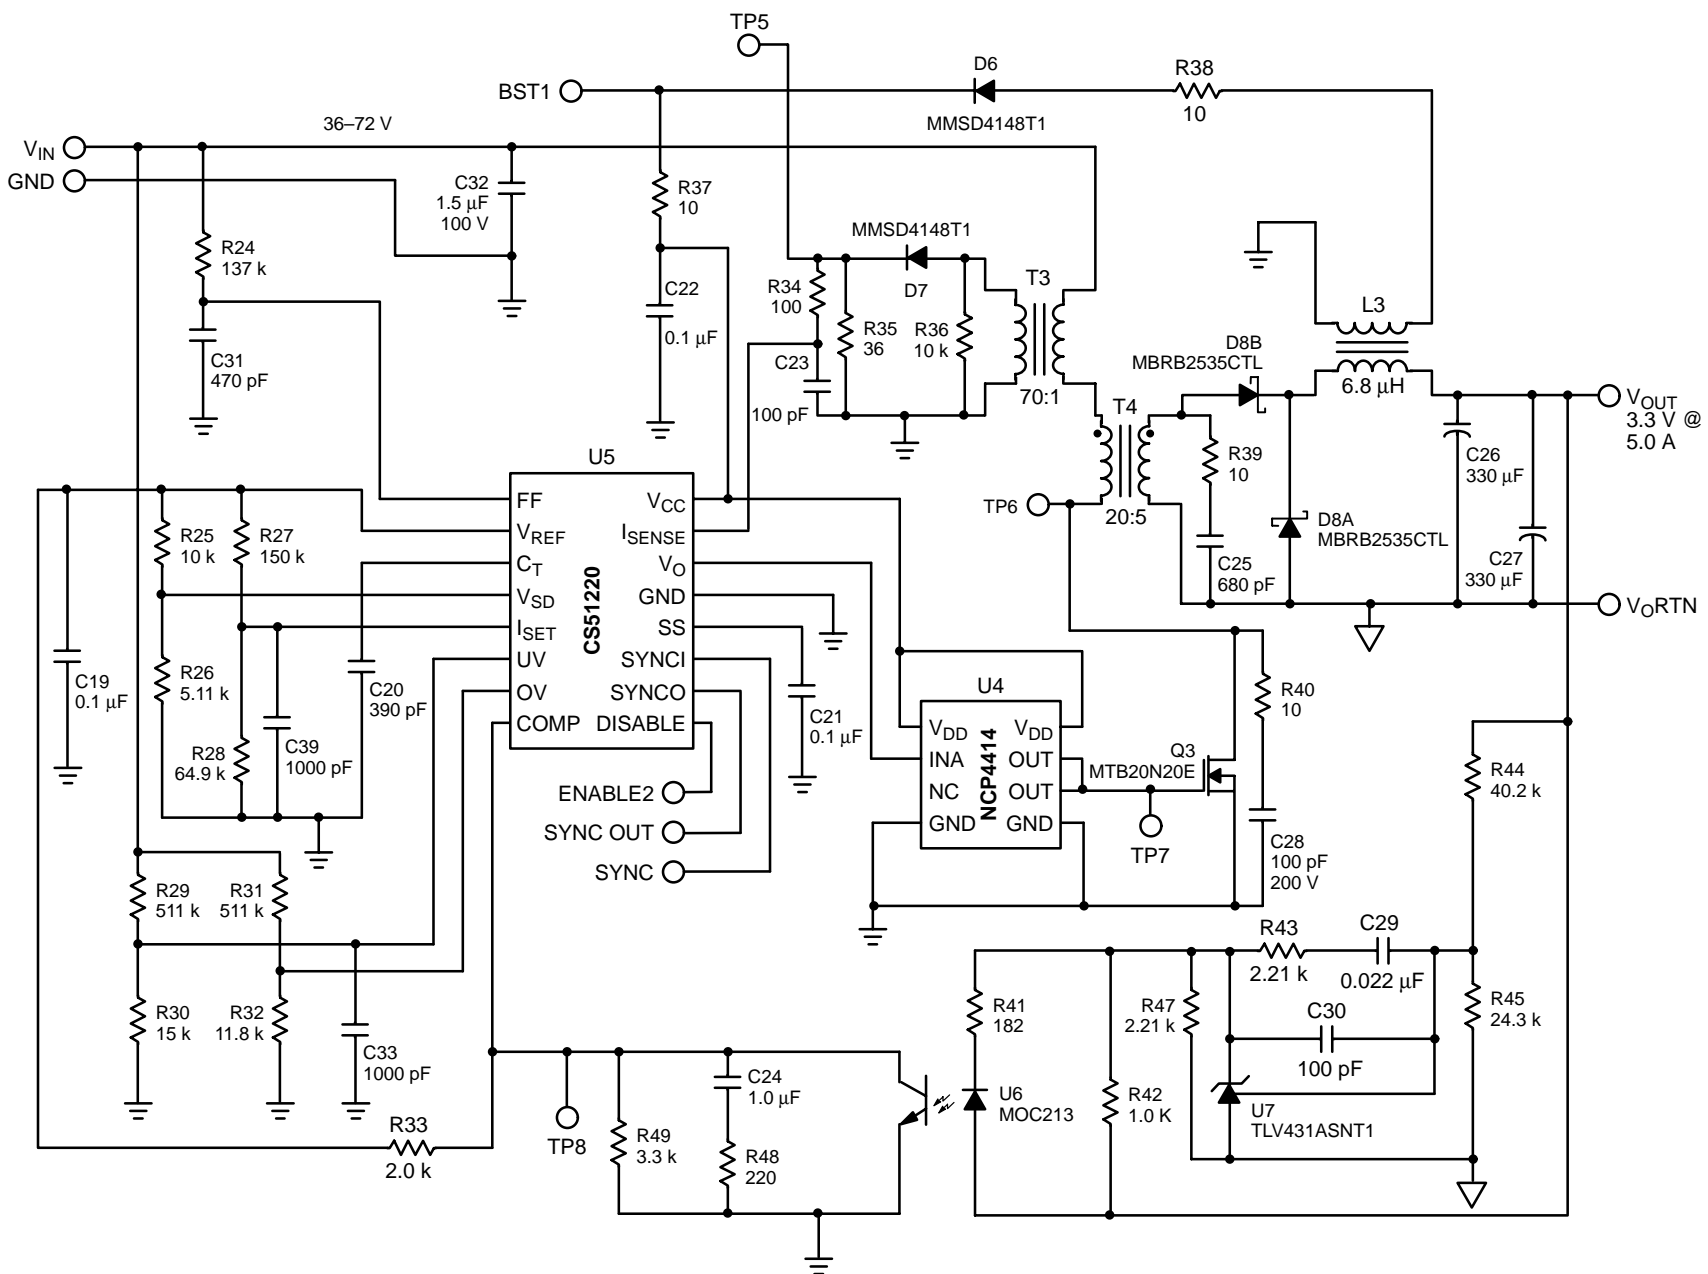 TP5
D6
R38
BST1
10
MMSD4148T1
36–72 V
VIN
GND
C32
1.5 µF
100 V
R37
10
MMSD4148T1
R24
137 k
T3
D7
R34
100
C22
0.1 µF
L3
R35
36
R36
10 k
D8B
MBRB2535CTL
C31
470 pF
C23
100 pF
70:1
6.8 µH
T4
VOUT
3.3 V @
5.0 A
R39
10
C26
330 µF
U5
TP6
20:5
FF
VREF
CT
VSD
ISET
UV
OV
COMP
CS51220
VCC
ISENSE
VO
GND
SS
SYNCI
SYNCO
DISABLE
D8A
MBRB2535CTL
R25
10 k
R27
150 k
C25
680 pF
C27
330 µF
VORTN
C19
0.1 µF
R26
5.11 k
C20
390 pF
R28
64.9 k
C39
1000 pF
C21
0.1 µF
U4
VDD
INA
NC
GND
NCP4414
VDD
OUT
OUT
GND
R40
10
Q3
MTB20N20E
R44
40.2 k
ENABLE2
SYNC OUT
SYNC
TP7
C28
100 pF
200 V
R29
511 k
R31
511 k
R43
2.21 k
C29
0.022 µF
R30
15 k
R32
11.8 k
C33
1000 pF
R41
182
R47
2.21 k
C30
100 pF
R45
24.3 k
C24
1.0 µF
U6
MOC213
R42
1.0 K
U7
TLV431ASNT1
R33
2.0 k
TP8
R49
3.3 k
R48
220